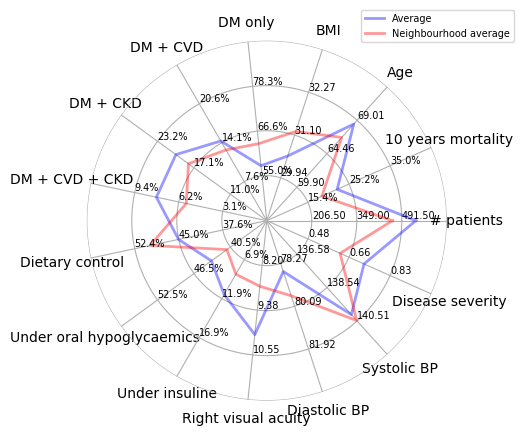 Average
Neighbourhood average
DM only
BMI
DM + CVD
Age
DM + CKD
10 years mortality
DM + CVD + CKD
# patients
Dietary control
Disease severity
Under oral hypoglycaemics
Systolic BP
Under insuline
Diastolic BP
Right visual acuity
206.50 349.00 491.50
15.4% 25.2% 35.0%
59.90 64.46 69.01
29.94 31.10 32.27
55.0% 66.6% 78.3%
7.6% 14.1% 20.6%
11.0% 17.1% 23.2%
3.1% 6.2% 9.4%
37.6% 45.0% 52.4%
40.5% 46.5% 52.5%
6.9% 11.9% 16.9%
8.20 9.38 10.55
78.27 80.09 81.92
136.58 138.54 140.51
0.48 0.66 0.83